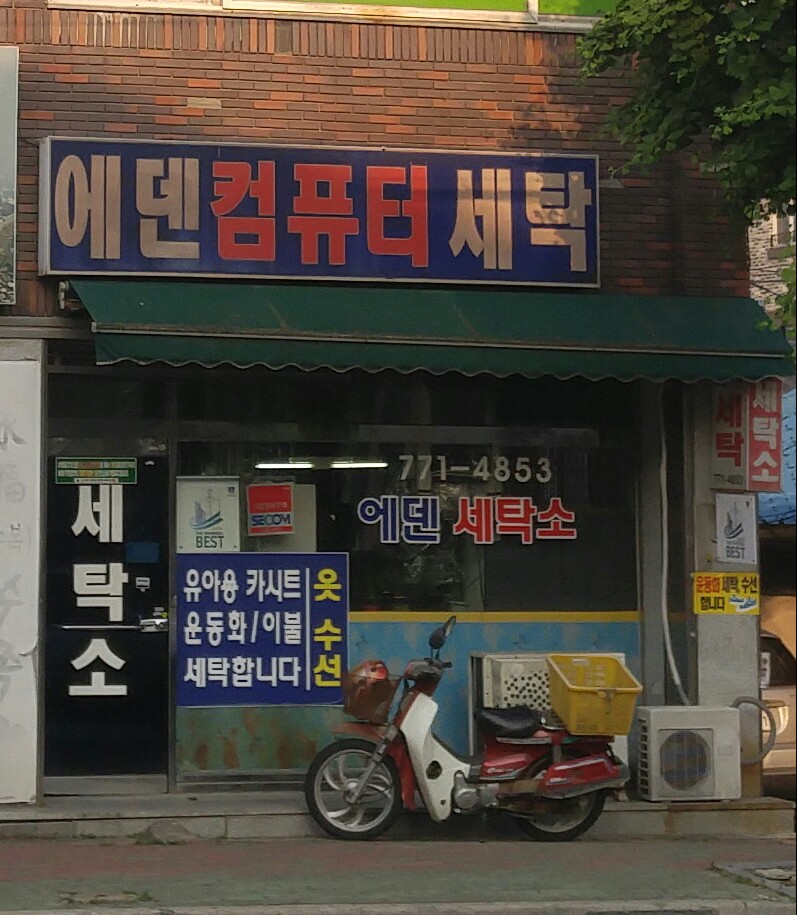 에덴컴퓨터세탁
771-4853
에덴 세탁소
세탁소
BEST
SECOM
유아용 카시트
운동화/이불
세탁합니다
옷수선
세탁
771-4853
세탁소
BEST
운동화 세탁 수선
합니다